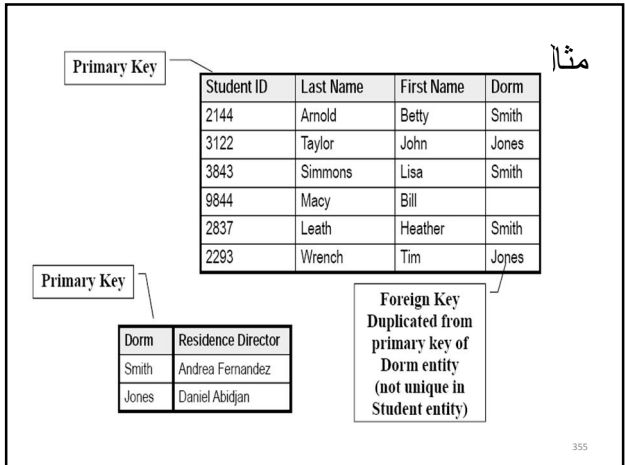 مثال
Primary Key
Student ID Last Name First Name Dorm
2144 Arnold Betty Smith
3122 Taylor John Jones
3843 Simmons Lisa Smith
9844 Macy Bill
2837 Leath Heather Smith
2293 Wrench Tim Jones
Primary Key
Dorm Residence Director
Smith Andrea Fernandez
Jones Daniel Abidjan
Foreign Key
Duplicated from
primary key of
Dorm entity
(not unique in
Student entity)
355